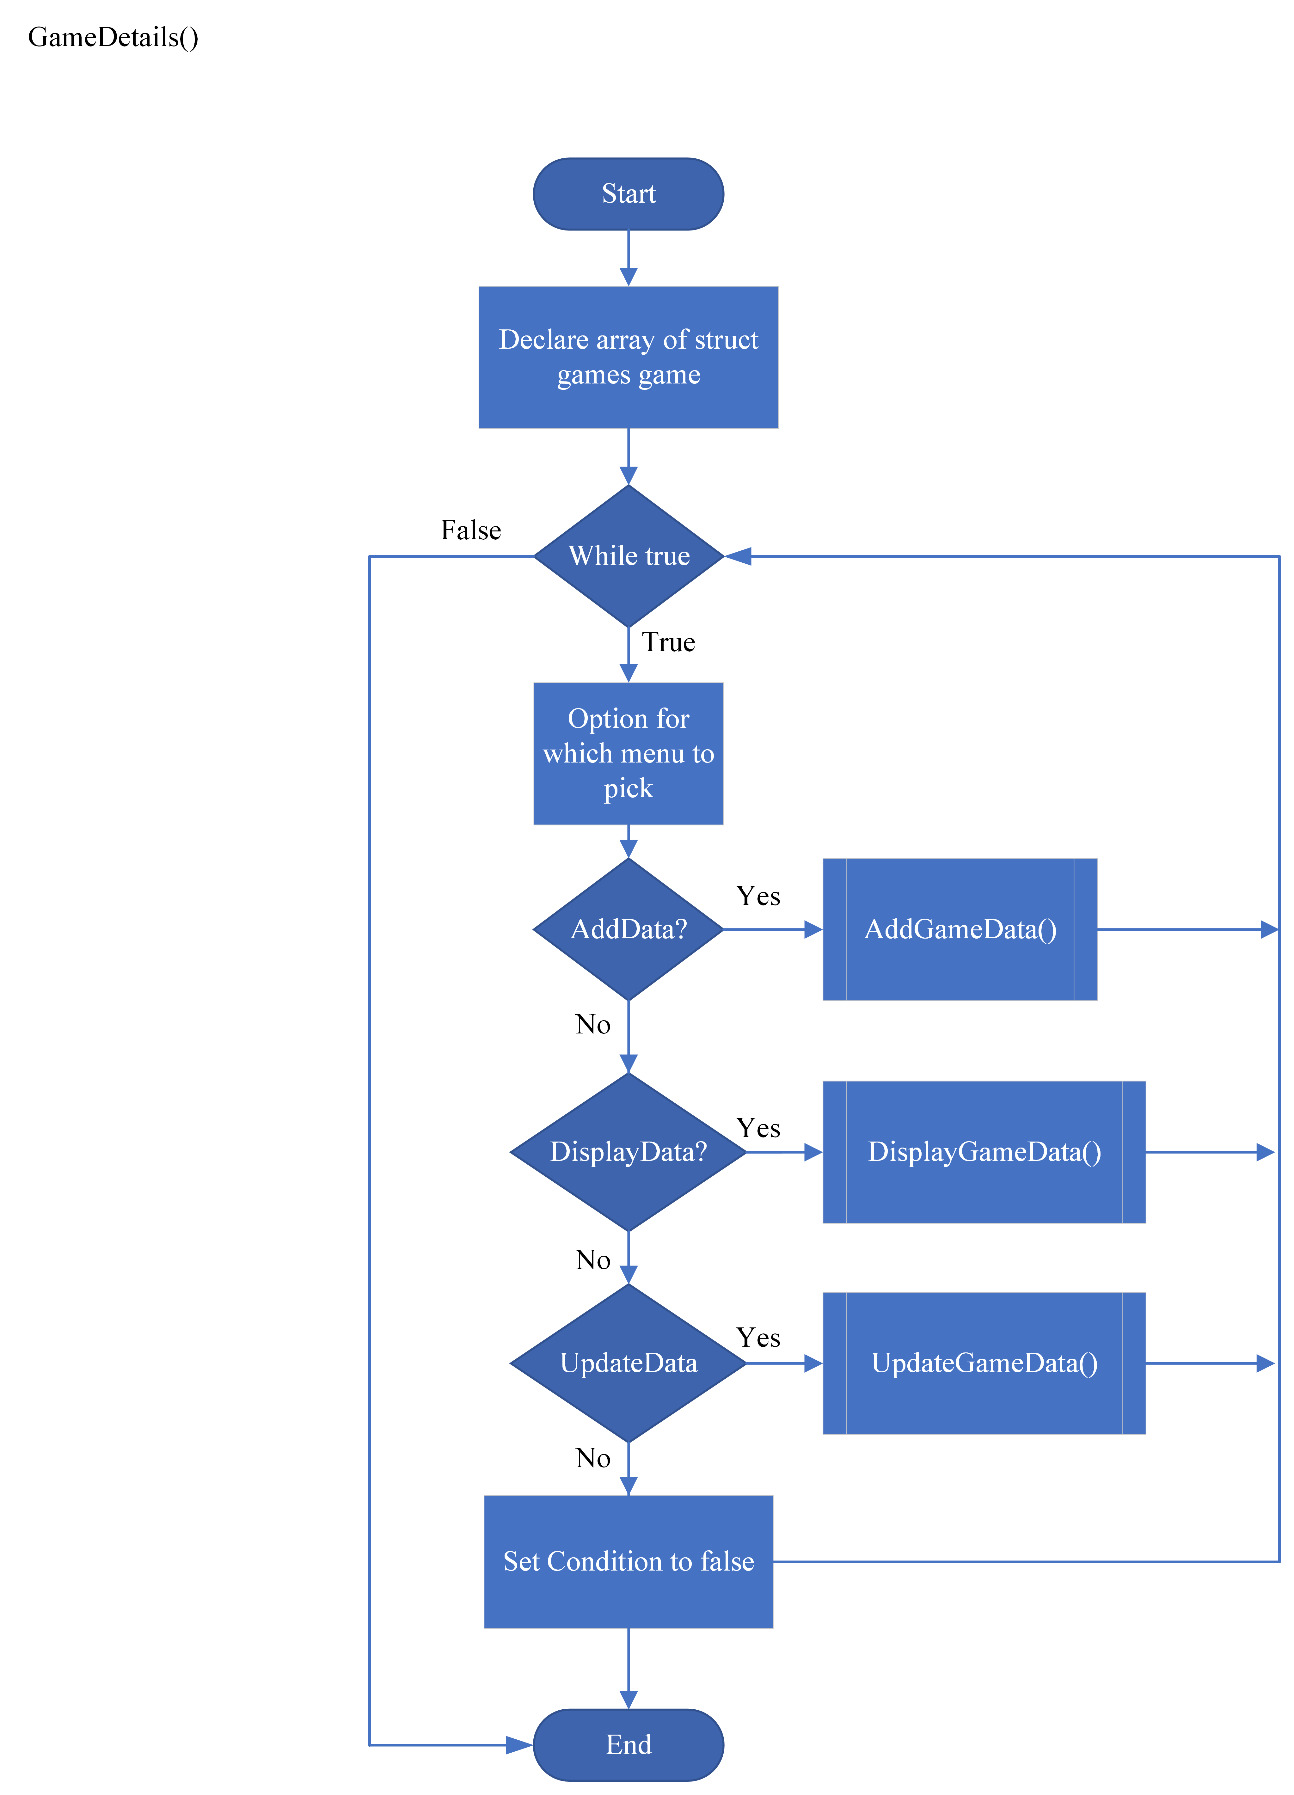 GameDetails()
Start
Declare array of struct
games game
False
While true
True
Option for
which menu to
pick
AddData?
Yes
AddGameData()
No
DisplayData?
Yes
DisplayGameData()
No
UpdateData
Yes
UpdateGameData()
No
Set Condition to false
End